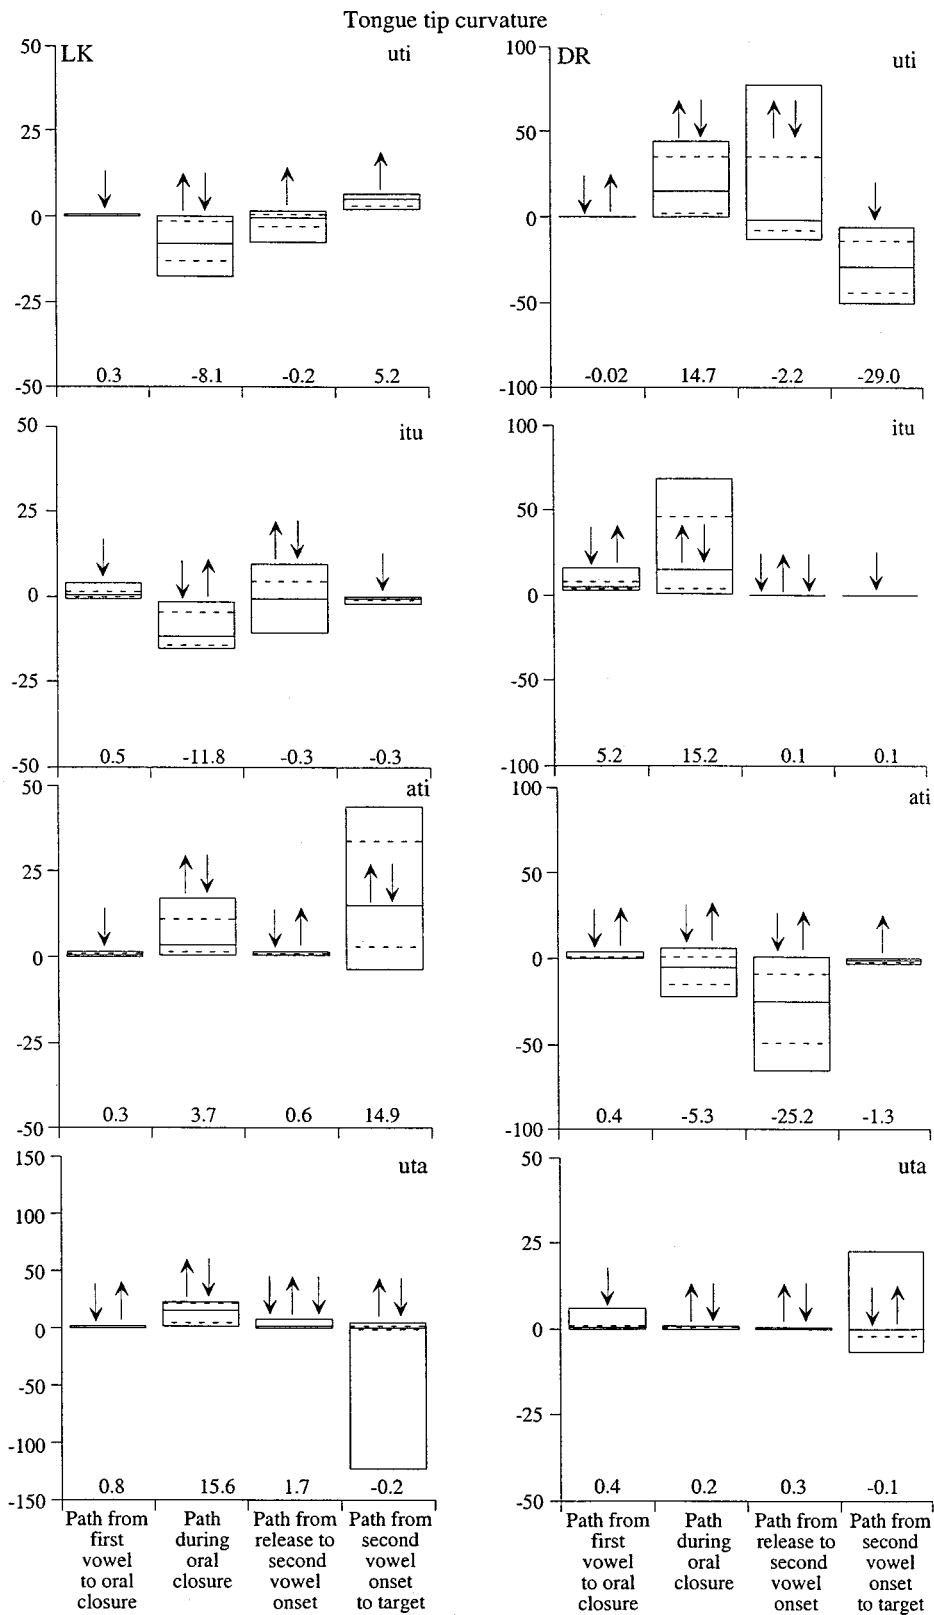 Tongue tip curvature
LK
uti
50
25
0
-25
-50
0.3 -8.1 -0.2 5.2
DR
uti
100
50
0
-50
-100
-0.02 14.7 -2.2 -29.0
itu
50
25
0
-25
-50
0.5 -11.8 -0.3 -0.3
itu
100
50
0
-50
-100
5.2 15.2 0.1 0.1
ati
50
25
0
-25
-50
0.3 3.7 0.6 14.9
ati
100
50
0
-50
-100
0.4 -5.3 -25.2 -1.3
uta
150
100
50
0
-50
-100
-150
0.8 15.6 1.7 -0.2
uta
50
25
0
-25
-50
0.4 0.2 0.3 -0.1
Path from
first
vowel
to oral
closure
Path
during
oral
closure
Path from
release to
second
vowel
onset
Path from
second
vowel
onset
to target
Path from
first
vowel
to oral
closure
Path
during
oral
closure
Path from
release to
second
vowel
onset
Path from
second
vowel
onset
to target